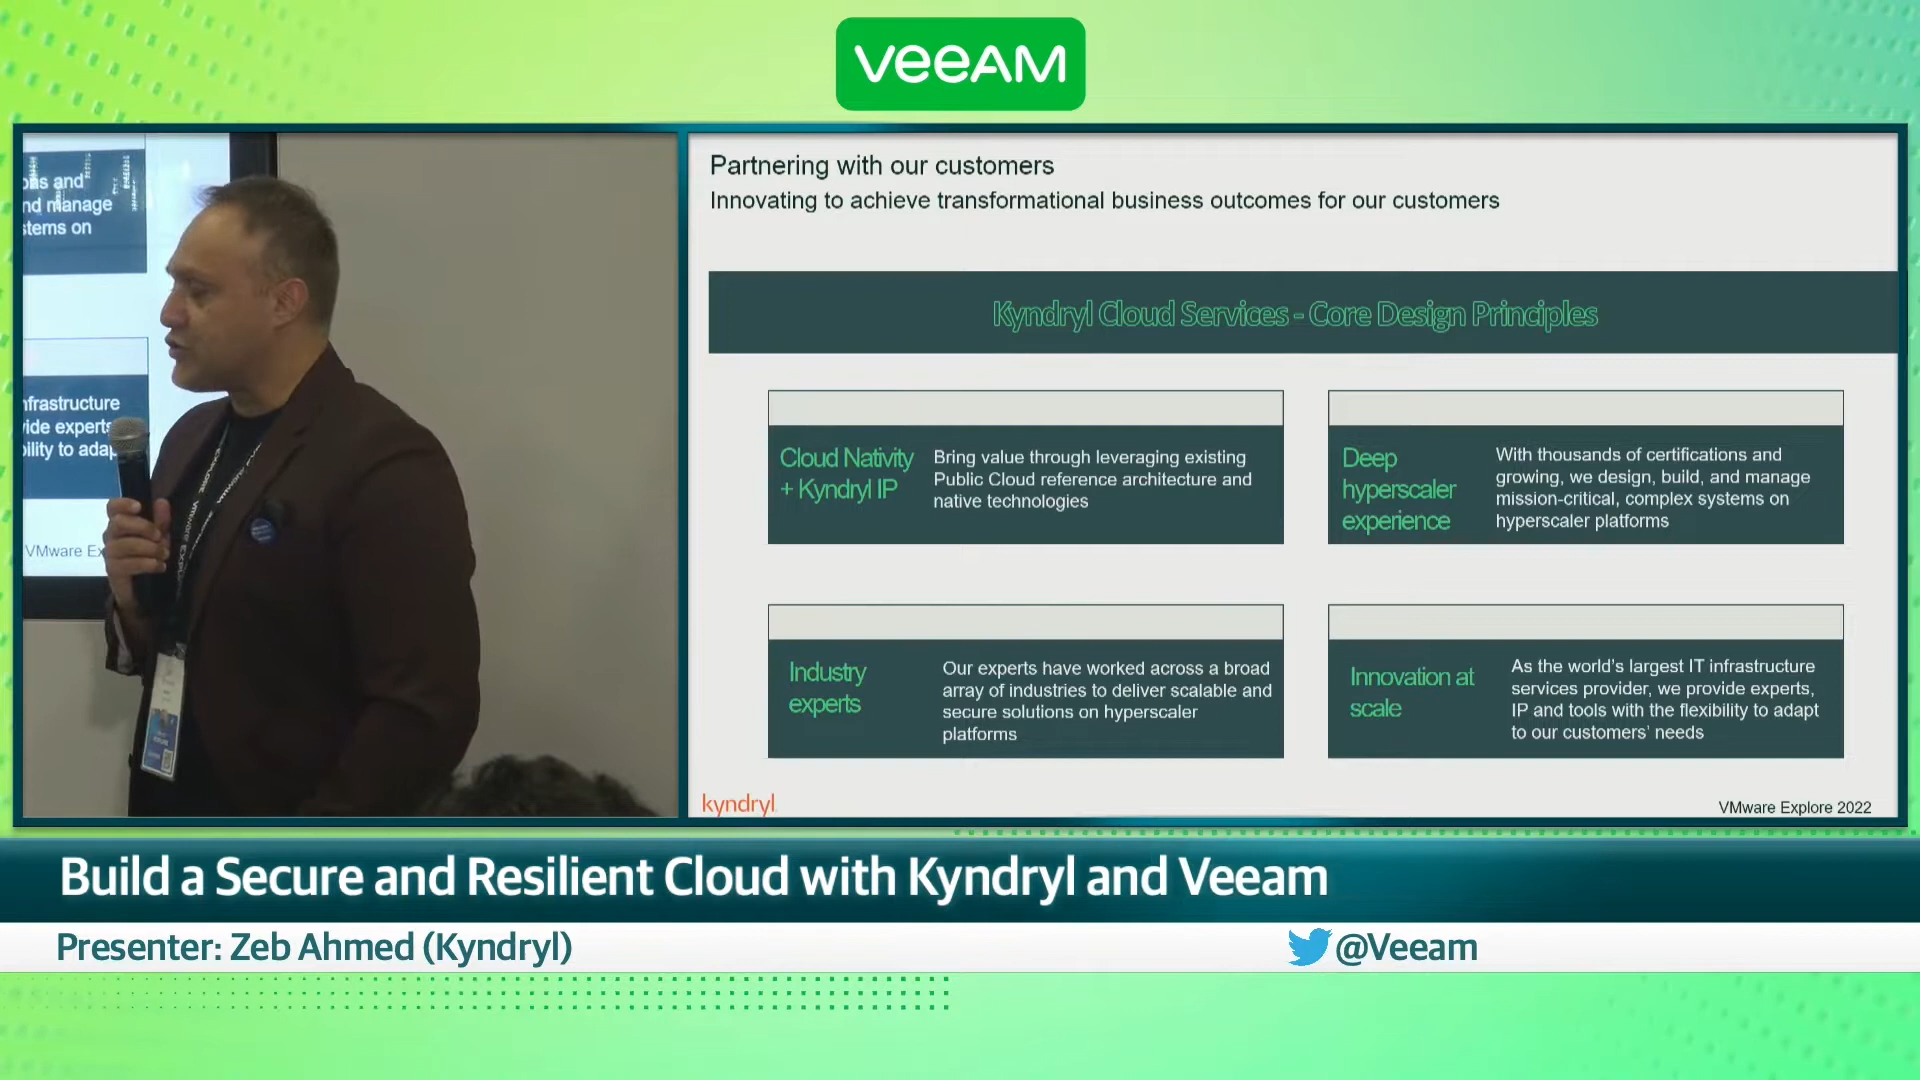 veeAM
ons and
nd manage
stems on
nfrastructure
vide experts
bility to adap
VMware Ex
Partnering with our customers
Innovating to achieve transformational business outcomes for our customers
Kyndryl Cloud Services - Core Design Principles
Cloud Nativity
+ Kyndryl IP
Bring value through leveraging existing
Public Cloud reference architecture and
native technologies
Deep
hyperscaler
experience
With thousands of certifications and
growing, we design, build, and manage
mission-critical, complex systems on
hyperscaler platforms
Industry
experts
Our experts have worked across a broad
array of industries to deliver scalable and
secure solutions on hyperscaler
platforms
Innovation at
scale
As the world's largest IT infrastructure
services provider, we provide experts,
IP and tools with the flexibility to adapt
to our customers' needs
kyndryl
VMware Explore 2022
Build a Secure and Resilient Cloud with Kyndryl and Veeam
Presenter: Zeb Ahmed (Kyndryl)
@Veeam